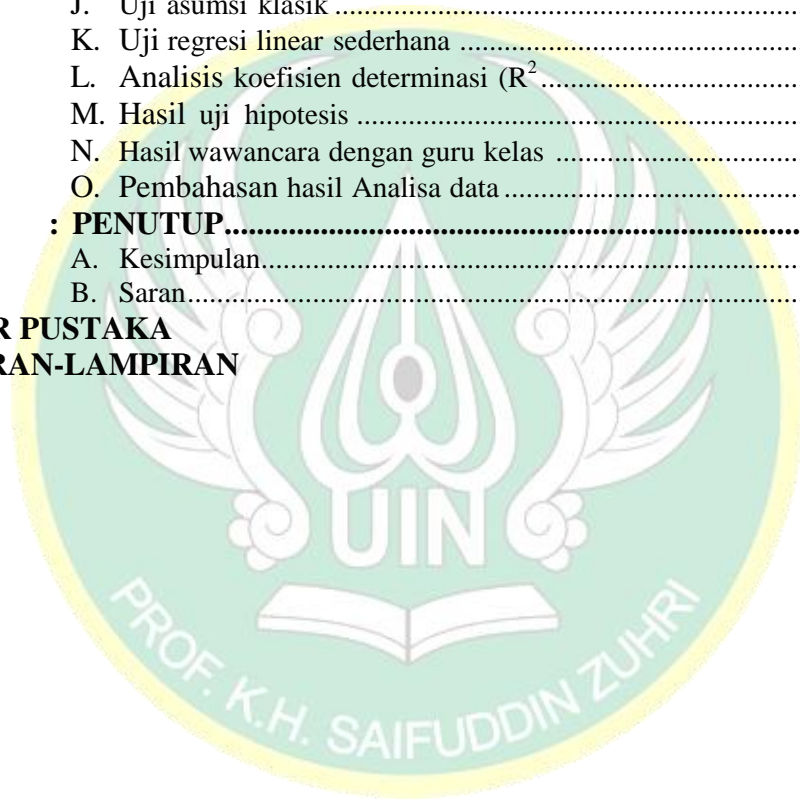 J. Uji asumsi klasik ........................................................................
K. Uji regresi linear sederhana ........................................................
L. Analisis koefisien determinasi (R²...............................................
M. Hasil uji hipotesis .....................................................................
N. Hasil wawancara dengan guru kelas ............................................
O. Pembahasan hasil Analisa data ...................................................
: PENUTUP.........................................................................
A. Kesimpulan.................................................................................
B. Saran..........................................................................................
R PUSTAKA
RAN-LAMPIRAN
UIN
PROF. K.H. SAIFUDDIN ZUHRI